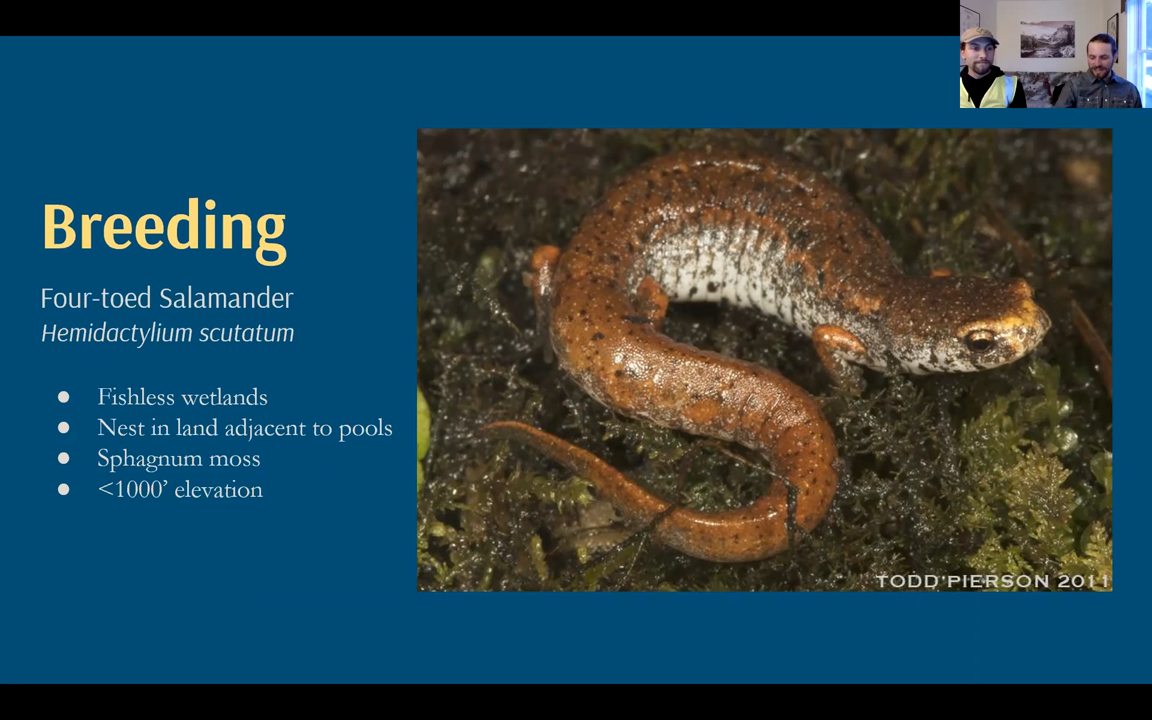 Breeding
Four-toed Salamander
Hemidactylium scutatum
● Fishless wetlands
● Nest in land adjacent to pools
● Sphagnum moss
● <1000’ elevation
TODD PIERSON 2011